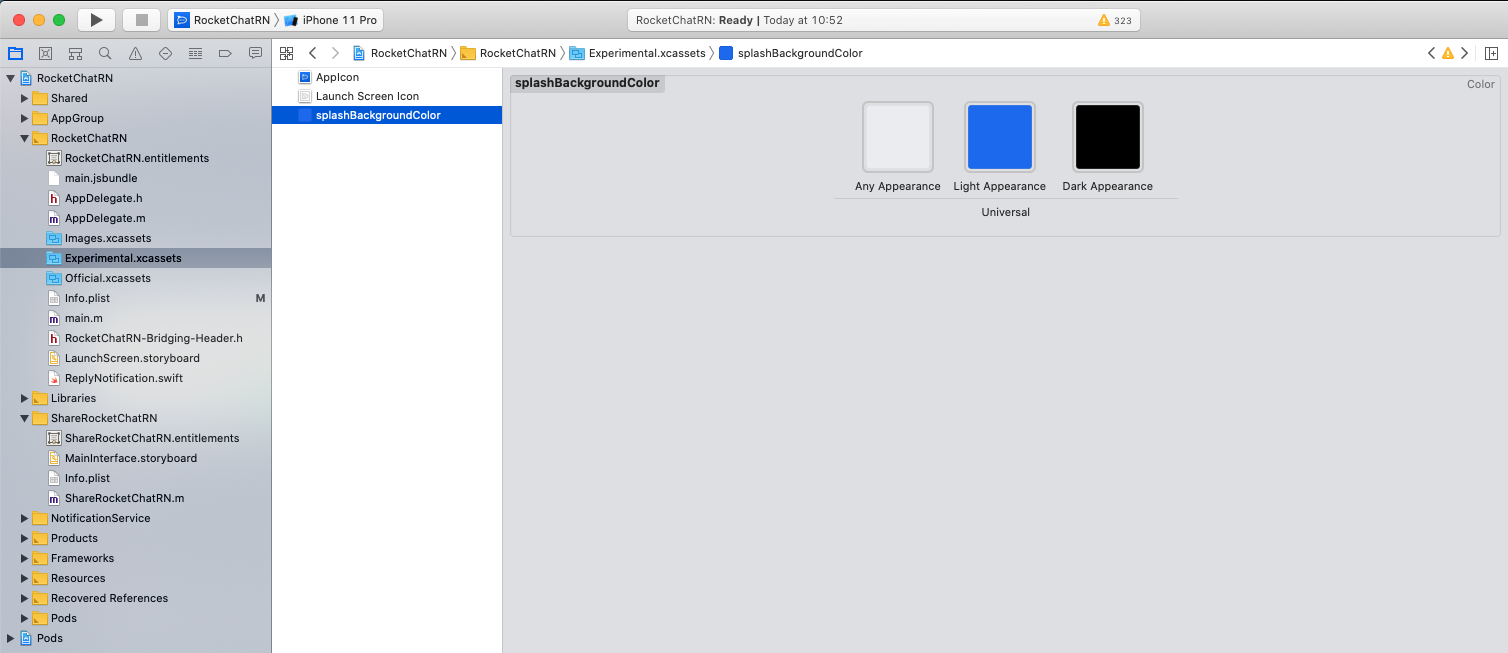 RocketChatRN 〉 iPhone 11 Pro
RocketChatRN: Ready | Today at 10:52
323
RocketChatRN 〉 RocketChatRN 〉 Experimental.xcassets 〉 splashBackgroundColor
RocketChatRN
Shared
AppGroup
RocketChatRN
RocketChatRN.entitlements
main.jsbundle
AppDelegate.h
AppDelegate.m
Images.xcassets
Experimental.xcassets
Official.xcassets
Info.plist M
main.m
RocketChatRN-Bridging-Header.h
LaunchScreen.storyboard
ReplyNotification.swift
Libraries
ShareRocketChatRN
ShareRocketChatRN.entitlements
MainInterface.storyboard
Info.plist
ShareRocketChatRN.m
NotificationService
Products
Frameworks
Resources
Recovered References
Pods
Pods
AppIcon
Launch Screen Icon
splashBackgroundColor
splashBackgroundColor
Color
Any Appearance Light Appearance Dark Appearance
Universal